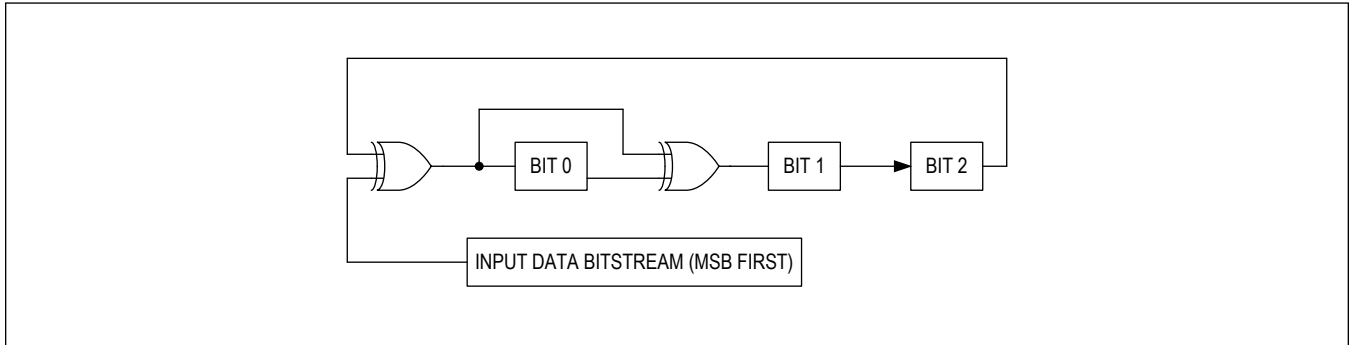 BIT 0
BIT 1
BIT 2
INPUT DATA BITSTREAM (MSB FIRST)